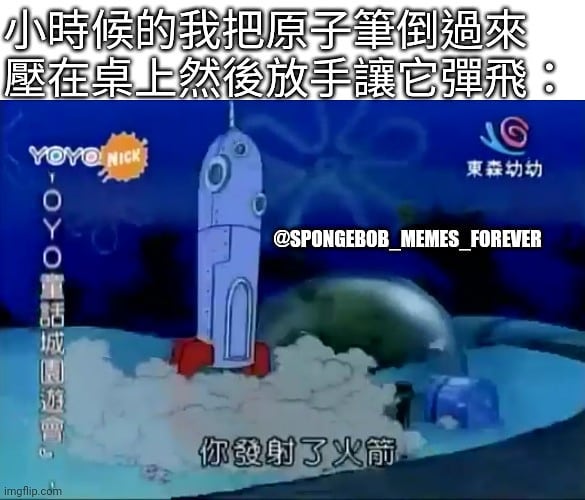 小時候的我把原子筆倒過來
壓在桌上然後放手讓它彈飛：
YOYO NICK
東森幼幼
@SPONGEBOB_MEMES_FOREVER
YOYO童話城園遊會』
你發射了火箭
imgflip.com